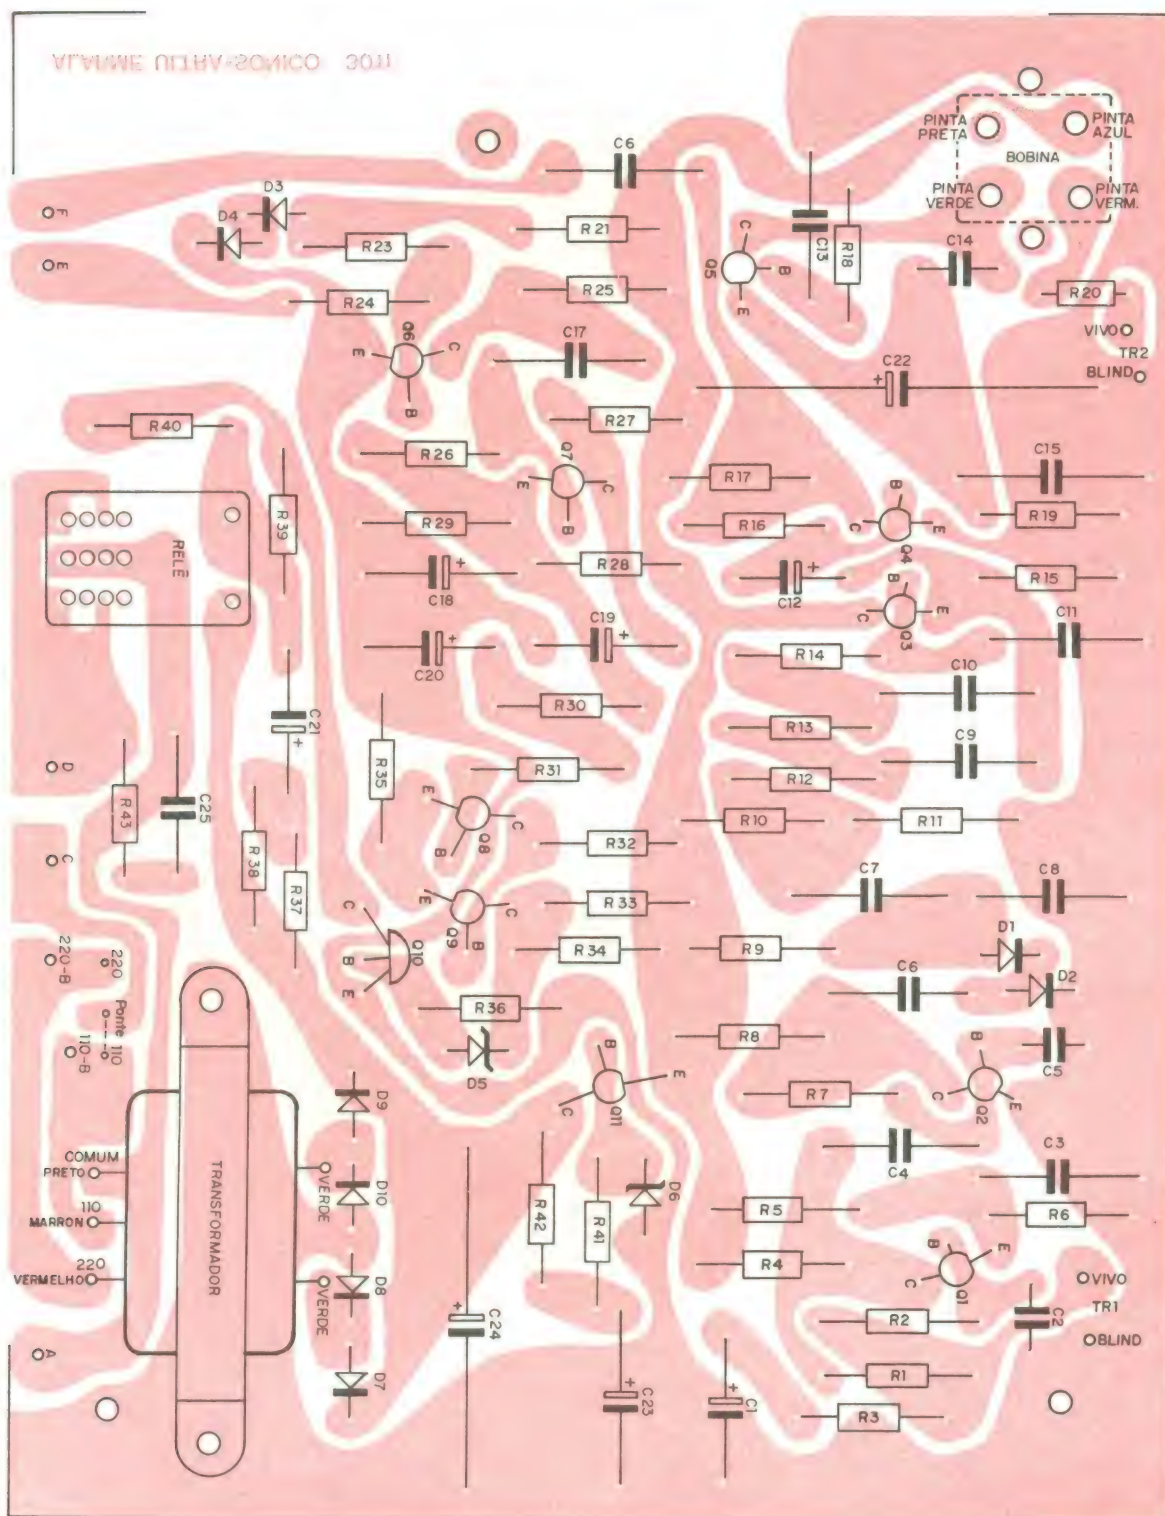 ALARME ULTRA-SONICO 3011
PINTA PRETA
PINTA AZUL
BOBINA
PINTA VERDE
PINTA VERM.
C6
D3
D4
F
E
R23
R21
R24
R25
C
Q5
B
E
C13
R18
C14
R20
VIVO
TR2
BLIND
Q6
E
C
B
C17
C22
+
R40
R27
R26
Q7
E
C
B
R17
C15
R39
R29
R16
B
C
E
Q4
R19
RELÉ
C18
+
R28
C12
+
R15
B
C
E
Q3
C20
+
C19
+
R14
C11
C10
R30
C21
+
R35
R13
C9
D
R31
R12
R43
C25
E
C
B
Q8
R10
R11
R38
R32
C
R37
E
C
B
Q9
R33
C7
C8
C
B
E
Q10
R34
R9
D1
220-B
220
C6
D2
Ponte
R36
110-B
110
D5
B
E
C
Q11
R8
C5
B
C
E
Q2
D9
R7
COMUM
PRETO
C4
C3
TRANSFORMADOR
VERDE
D10
D6
110
MARRON
R42
R41
R5
R6
220
VERMELHO
VERDE
D8
R4
B
E
C
Q1
VIVO
TR1
BLIND
C24
+
R2
C2
A
D7
R1
C23
+
C1
+
R3